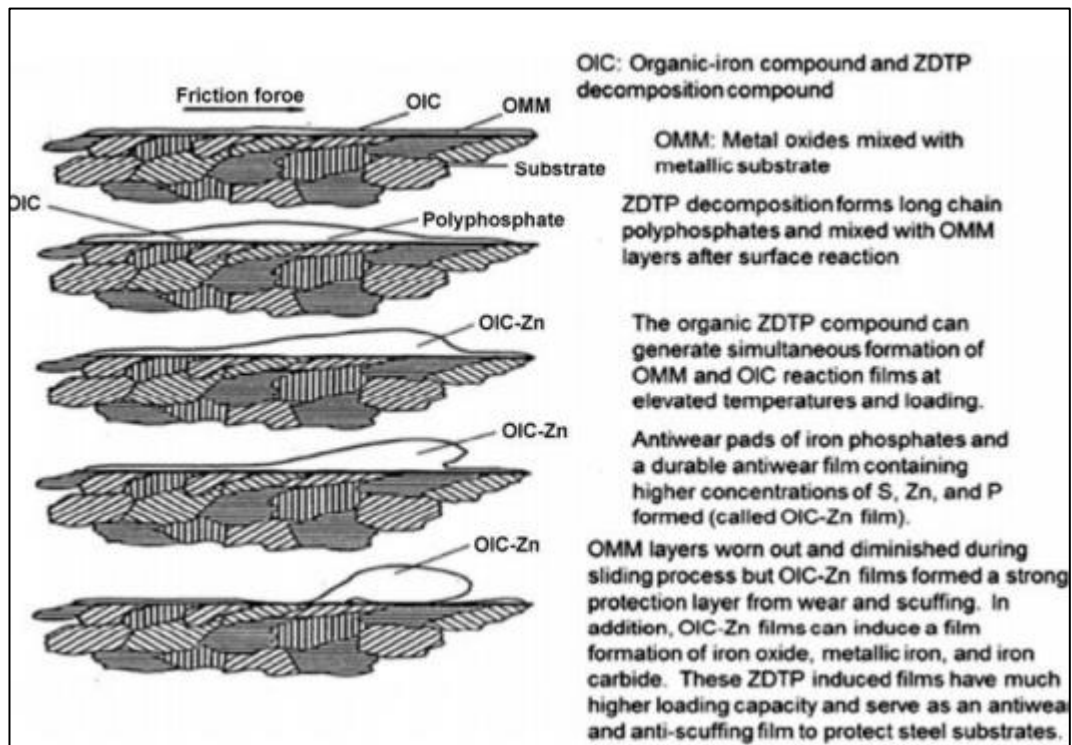 OIC: Organic-iron compound and ZDTP
decomposition compound
Friction foroe
OIC
OMM
OMM: Metal oxides mixed with
metallic substrate
Substrate
OIC
Polyphosphate
ZDTP decomposition forms long chain
polyphosphates and mixed with OMM
layers after surface reaction
OIC-Zn
The organic ZDTP compound can
generate simultaneous formation of
OMM and OIC reaction films at
elevated temperatures and loading.
OIC-Zn
Antiwear pads of iron phosphates and
a durable antiwear film containing
higher concentrations of S, Zn, and P
formed (called OIC-Zn film).
OIC-Zn
OMM layers worn out and diminished during
sliding process but OIC-Zn films formed a strong
protection layer from wear and scuffing. In
addition, OIC-Zn films can induce a film
formation of iron oxide, metallic iron, and iron
carbide. These ZDTP induced films have much
higher loading capacity and serve as an antiwea
and anti-scuffing film to protect steel substrates.